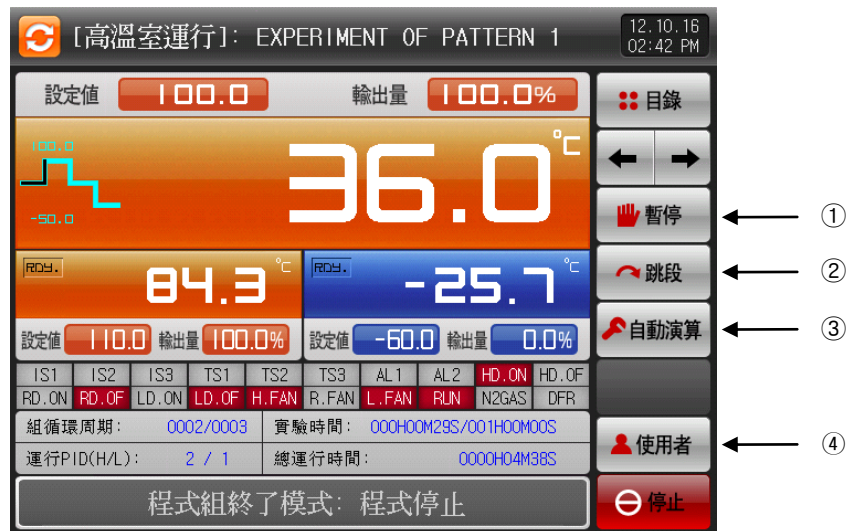 [高溫室運行]: EXPERIMENT OF PATTERN 1
12.10.16
02:42 PM
設定値 100.0 輸出量 100.0%
目錄
100.0
-50.0
36.0 ℃
暫停 ①
RDY. 84.3 ℃
RDY. -25.7 ℃
跳段 ②
設定値 110.0 輸出量 100.0%
設定値 -60.0 輸出量 0.0%
自動演算 ③
IS1 IS2 IS3 TS1 TS2 TS3 AL1 AL2 HD.ON HD.OF
RD.ON RD.OF LD.ON LD.OF H.FAN R.FAN L.FAN RUN N2GAS DFR
組循環周期: 0002/0003 實驗時間: 000H00M29S/001H00M00S
運行PID(H/L): 2 / 1 總運行時間: 0000H04M38S
使用者 ④
程式組終了模式: 程式停止
停止